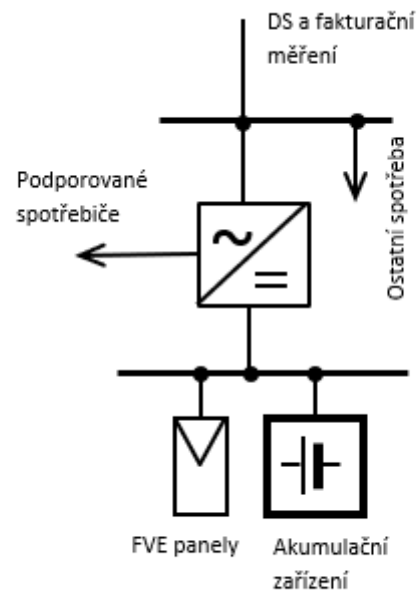 DS a fakturační
měření
Podporované
spotřebiče
Ostatní spotřeba
FVE panely
Akumulační
zařízení